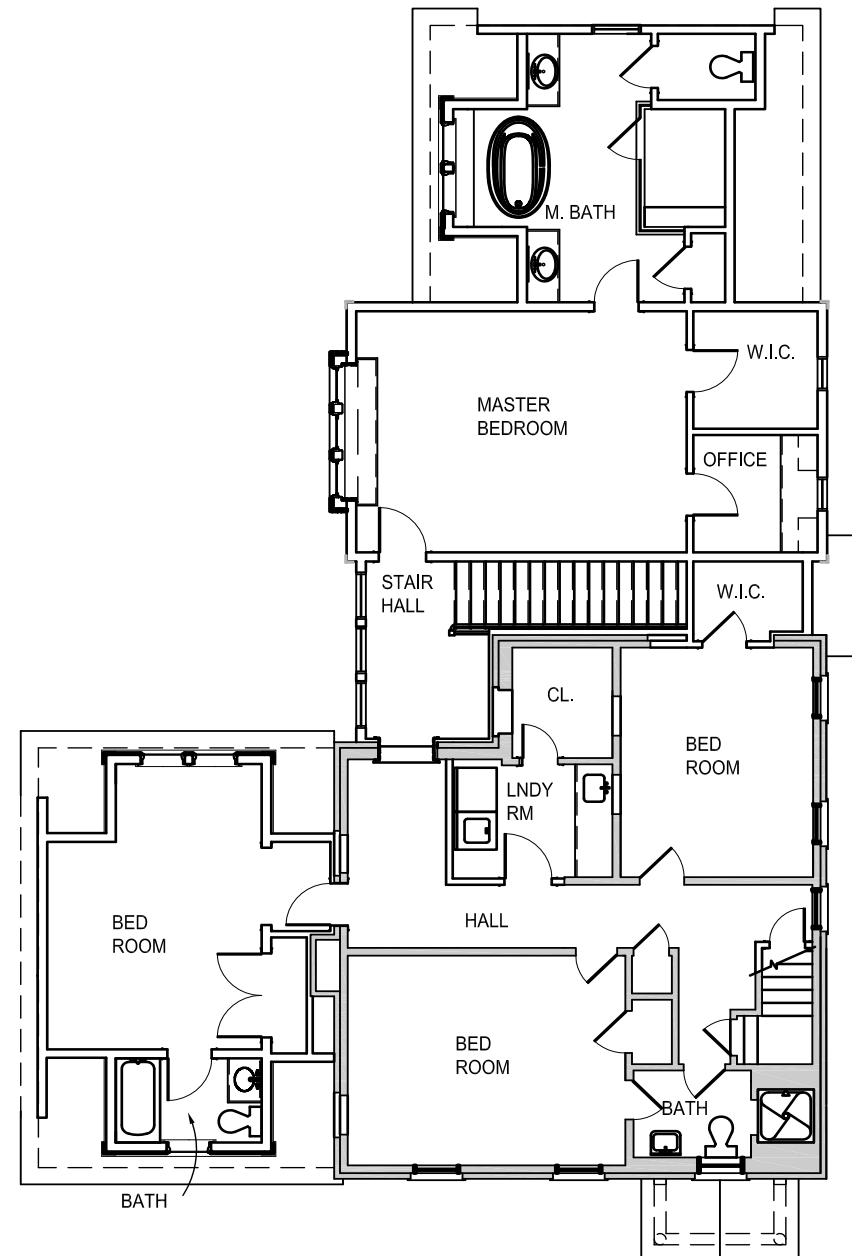 M. BATH
W.I.C.
MASTER
BEDROOM
OFFICE
STAIR
HALL
W.I.C.
CL.
BED
ROOM
LNDY
RM
HALL
BED
ROOM
BED
ROOM
BATH
BATH